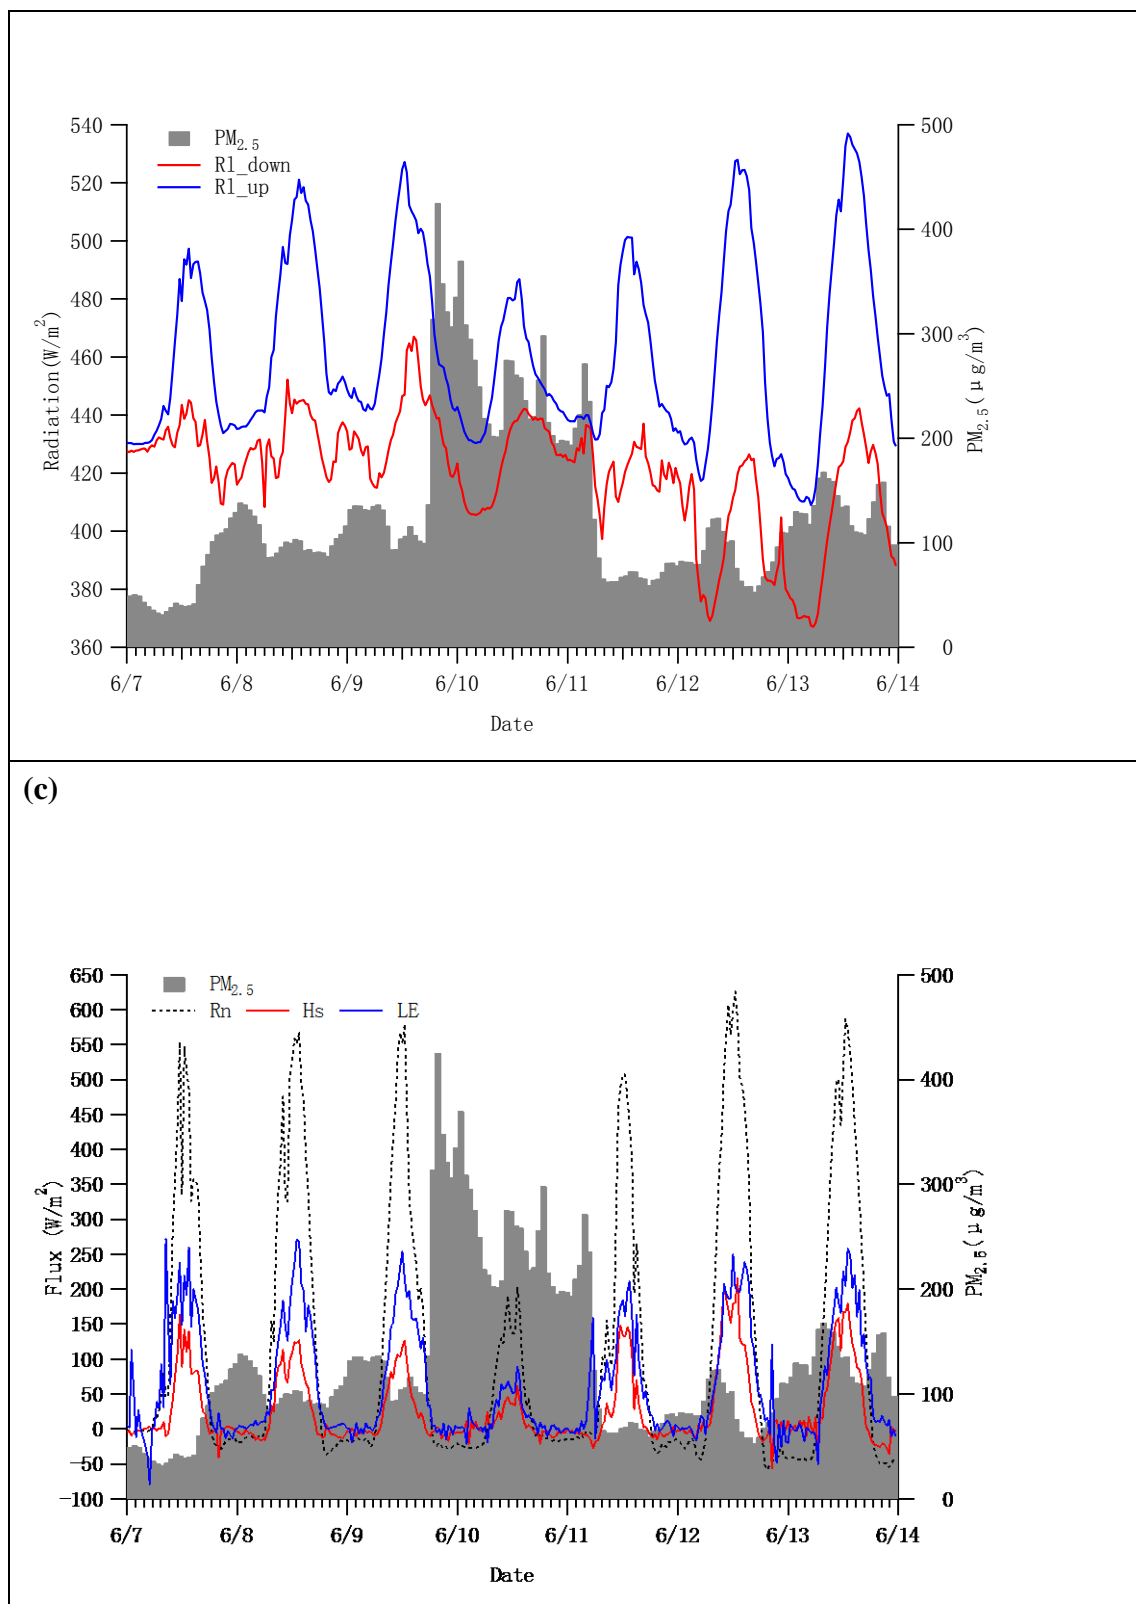 540
520
500
480
460
440
420
400
380
360
Radiation(W/m²)
PM₂.₅
Rl_down
Rl_up
500
400
300
200
100
0
PM₂.₅(μg/m³)
6/7 6/8 6/9 6/10 6/11 6/12 6/13 6/14
Date
(c)
650
600
550
500
450
400
350
300
250
200
150
100
50
0
-50
-100
Flux (W/m²)
PM₂.₅
Rn Hs LE
500
400
300
200
100
0
PM₂.₅(μg/m³)
6/7 6/8 6/9 6/10 6/11 6/12 6/13 6/14
Date